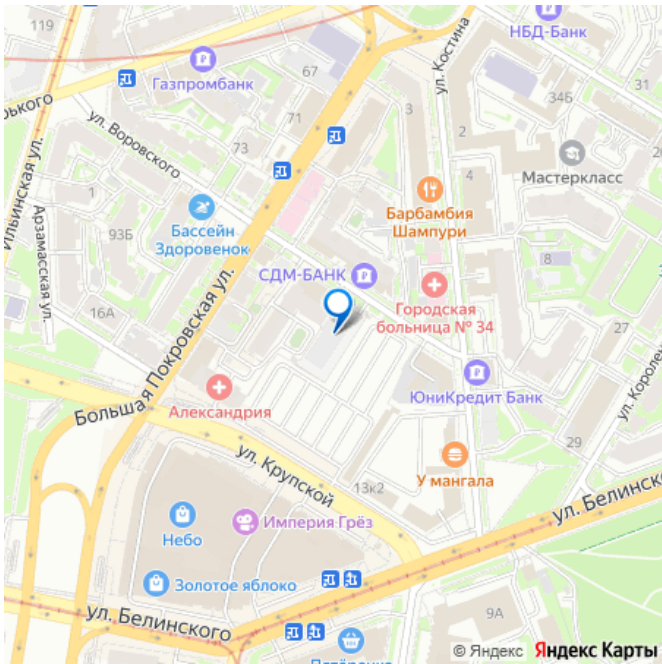 119
НБД-Банк
Газпромбанк
67
ул. Костина
31
34Б
71
3
ул. Воровского
2
73
Мастеркласс
4
Ильинская ул.
1
Барбамбия
Шампури
93Б
Бассейн
Здоровенок
Арзамасская ул.
8
СДМ-БАНК
Городская
больница № 34
16А
27
Большая Покровская ул.
ул. Короле
ЮниКредит Банк
Александрия
29
ул. Крупской
У мангала
13к2
ул. Белинско
Небо
Империя Грёз
Золотое яблоко
ул. Белинского
9А
© Яндекс Яндекс Карты